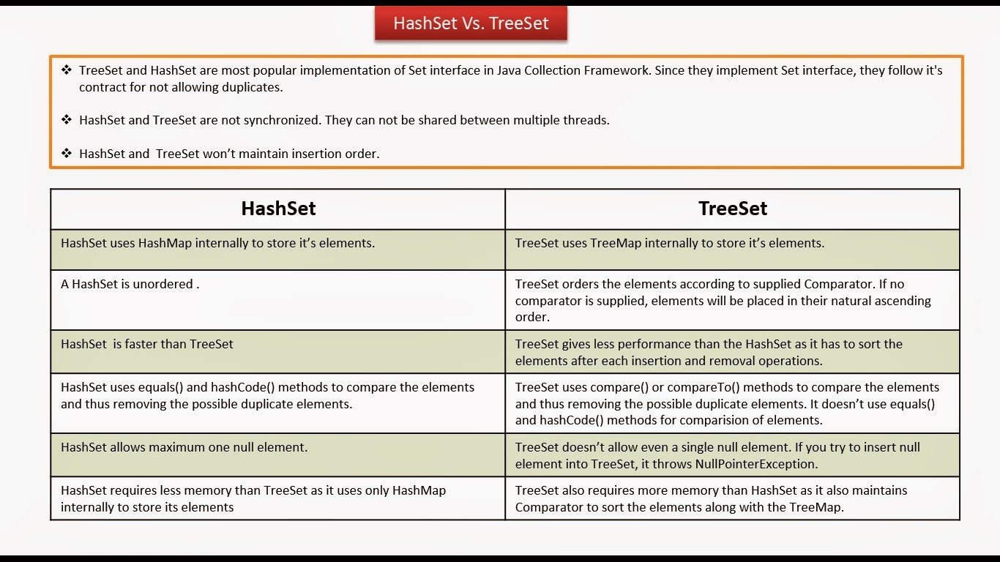 HashSet Vs. TreeSet
❖ TreeSet and HashSet are most popular implementation of Set interface in Java Collection Framework. Since they implement Set interface, they follow it's
contract for not allowing duplicates.
❖ HashSet and TreeSet are not synchronized. They can not be shared between multiple threads.
❖ HashSet and  TreeSet won’t maintain insertion order.
HashSet
TreeSet
HashSet uses HashMap internally to store it’s elements.
TreeSet uses TreeMap internally to store it’s elements.
A HashSet is unordered .
TreeSet orders the elements according to supplied Comparator. If no
comparator is supplied, elements will be placed in their natural ascending
order.
HashSet  is faster than TreeSet
TreeSet gives less performance than the HashSet as it has to sort the
elements after each insertion and removal operations.
HashSet uses equals() and hashCode() methods to compare the elements
and thus removing the possible duplicate elements.
TreeSet uses compare() or compareTo() methods to compare the elements
and thus removing the possible duplicate elements. It doesn’t use equals()
and hashCode() methods for comparision of elements.
HashSet allows maximum one null element.
TreeSet doesn’t allow even a single null element. If you try to insert null
element into TreeSet, it throws NullPointerException.
HashSet requires less memory than TreeSet as it uses only HashMap
internally to store its elements
TreeSet also requires more memory than HashSet as it also maintains
Comparator to sort the elements along with the TreeMap.